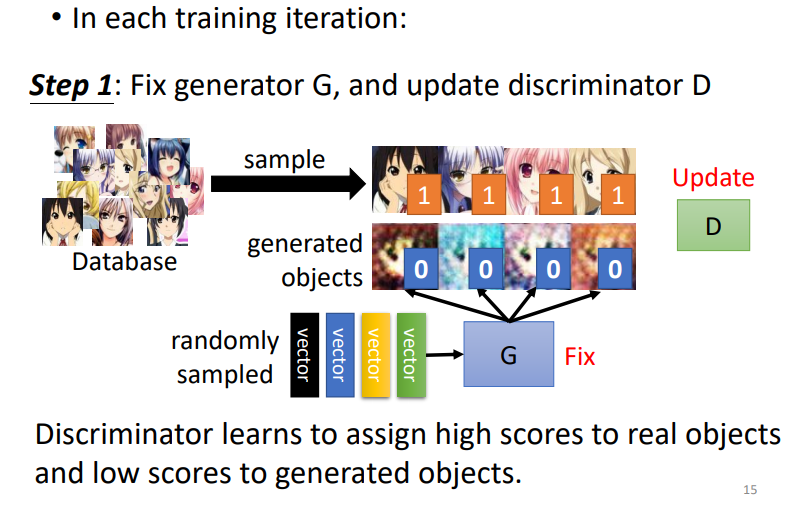 • In each training iteration:
Step 1: Fix generator G, and update discriminator D
sample
1 1 1 1
Update
D
Database
generated
objects
0 0 0 0
randomly
sampled
vector vector vector vector
G
Fix
Discriminator learns to assign high scores to real objects
and low scores to generated objects.
15